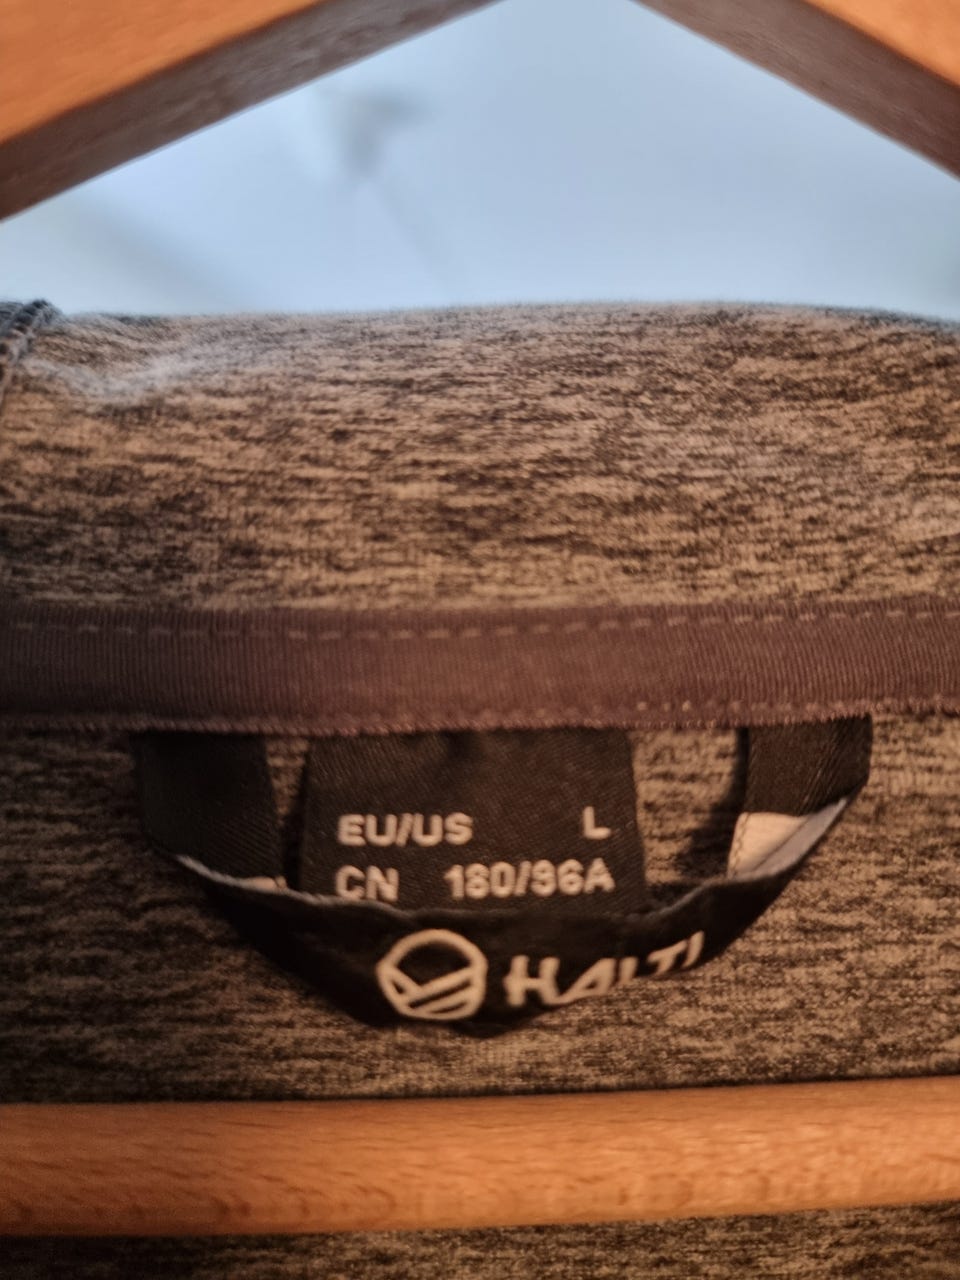 EU/US L
CN 180/96A
HALTI